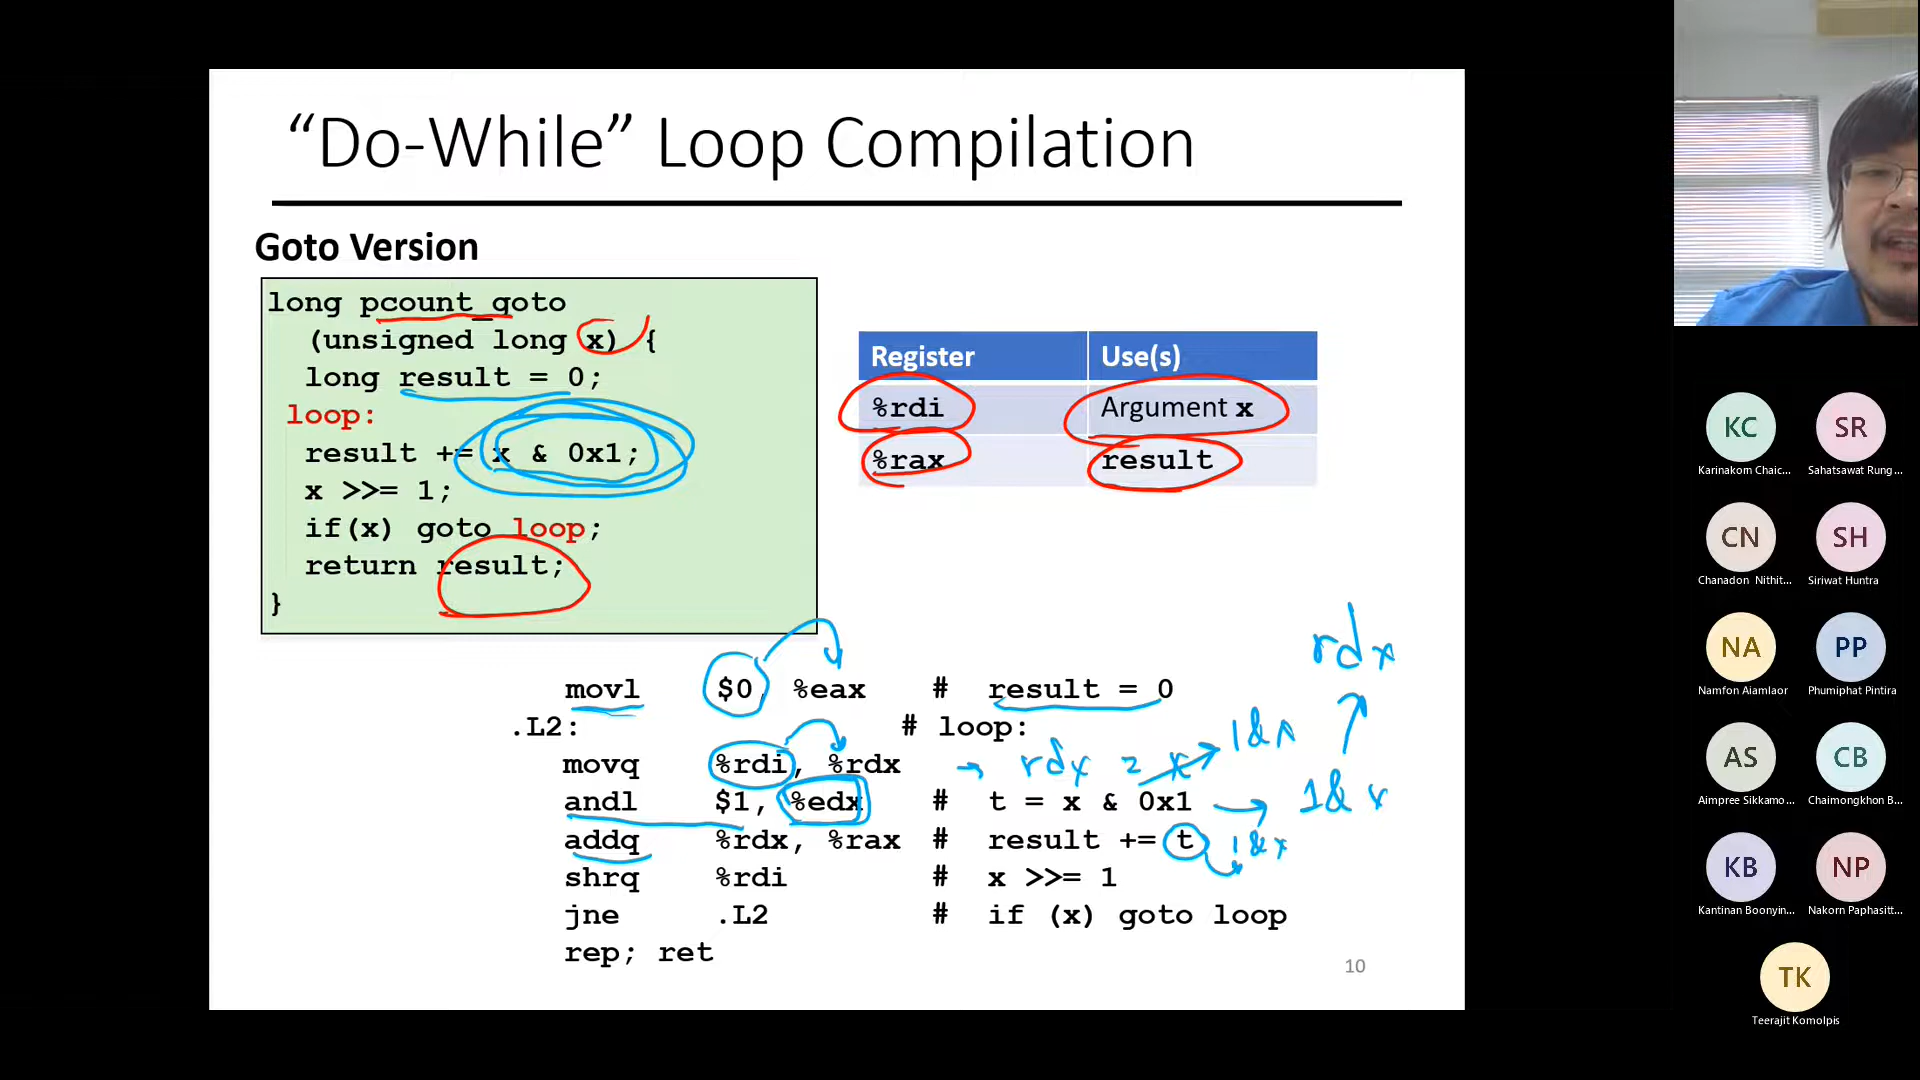 “Do-While” Loop Compilation
Goto Version
long pcount_goto
(unsigned long x) {
long result = 0;
loop:
result += x & 0x1;
x >>= 1;
if(x) goto loop;
return result;
}
Register Use(s)
%rdi Argument x
%rax result
rdx
movl $0, %eax # result = 0
.L2: # loop:
1&x
movq %rdi, %rdx → rdx = x
andl $1, %edx # t = x & 0x1 → 1& x
addq %rdx, %rax # result += t 1&x
shrq %rdi # x >>= 1
jne .L2 # if (x) goto loop
rep; ret
10
KC
Karinakorn Chaic...
SR
Sahatsawat Rung...
CN
Chanadon Nithit...
SH
Siriwat Huntra
NA
Namfon Aiamlaor
PP
Phumiphat Pintira
AS
Aimpree Sikkamo...
CB
Chaimongkhon B...
KB
Kantinan Boonyin...
NP
Nakorn Paphasitt...
TK
Teerajit Komolpis